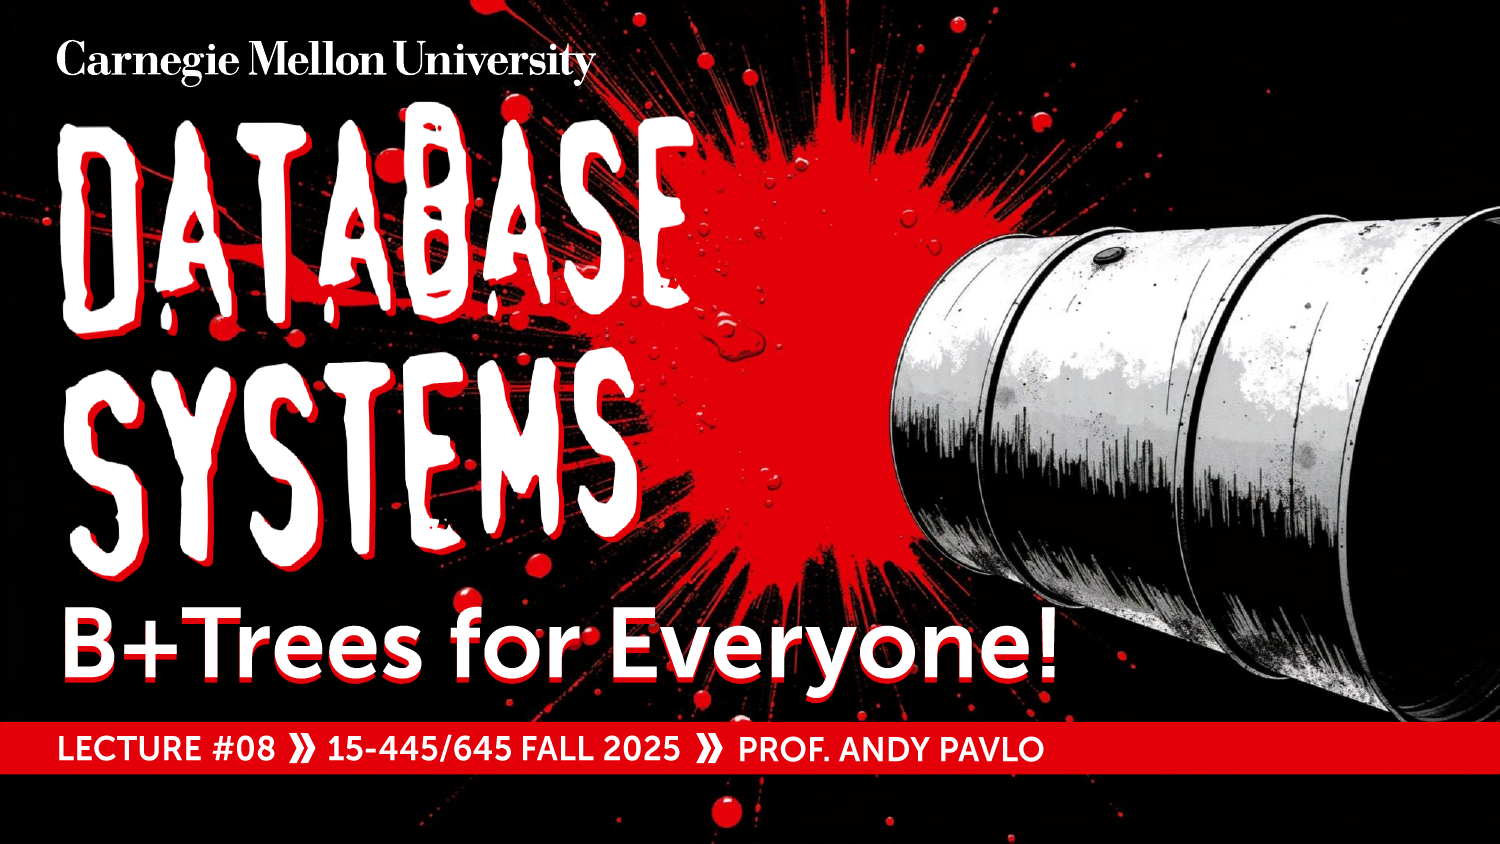 Carnegie Mellon University
DATABASE
SYSTEMS
B+Trees for Everyone!
LECTURE #08 » 15-445/645 FALL 2025 » PROF. ANDY PAVLO